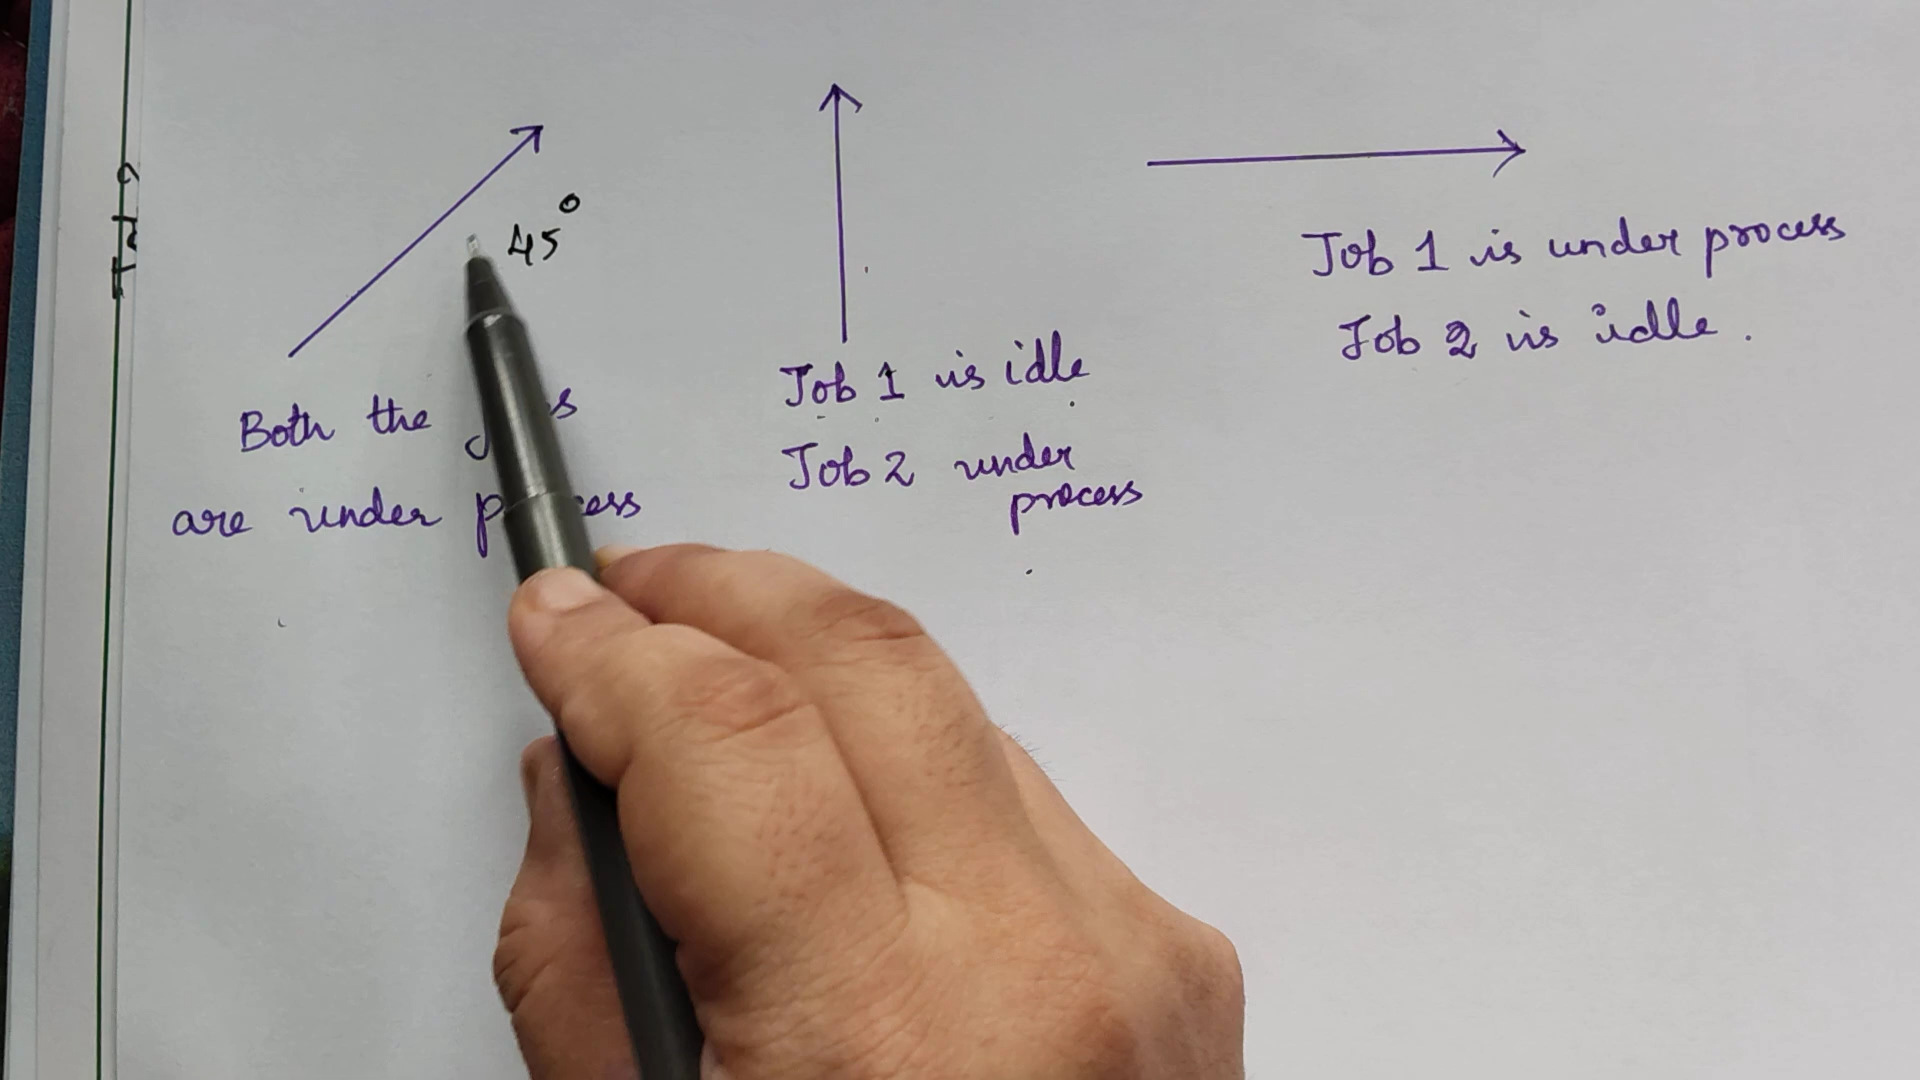 45°
Both the
are under
Job 1 is idle
Job 2 under
process
Job 1 is under process
Job 2 is idle.